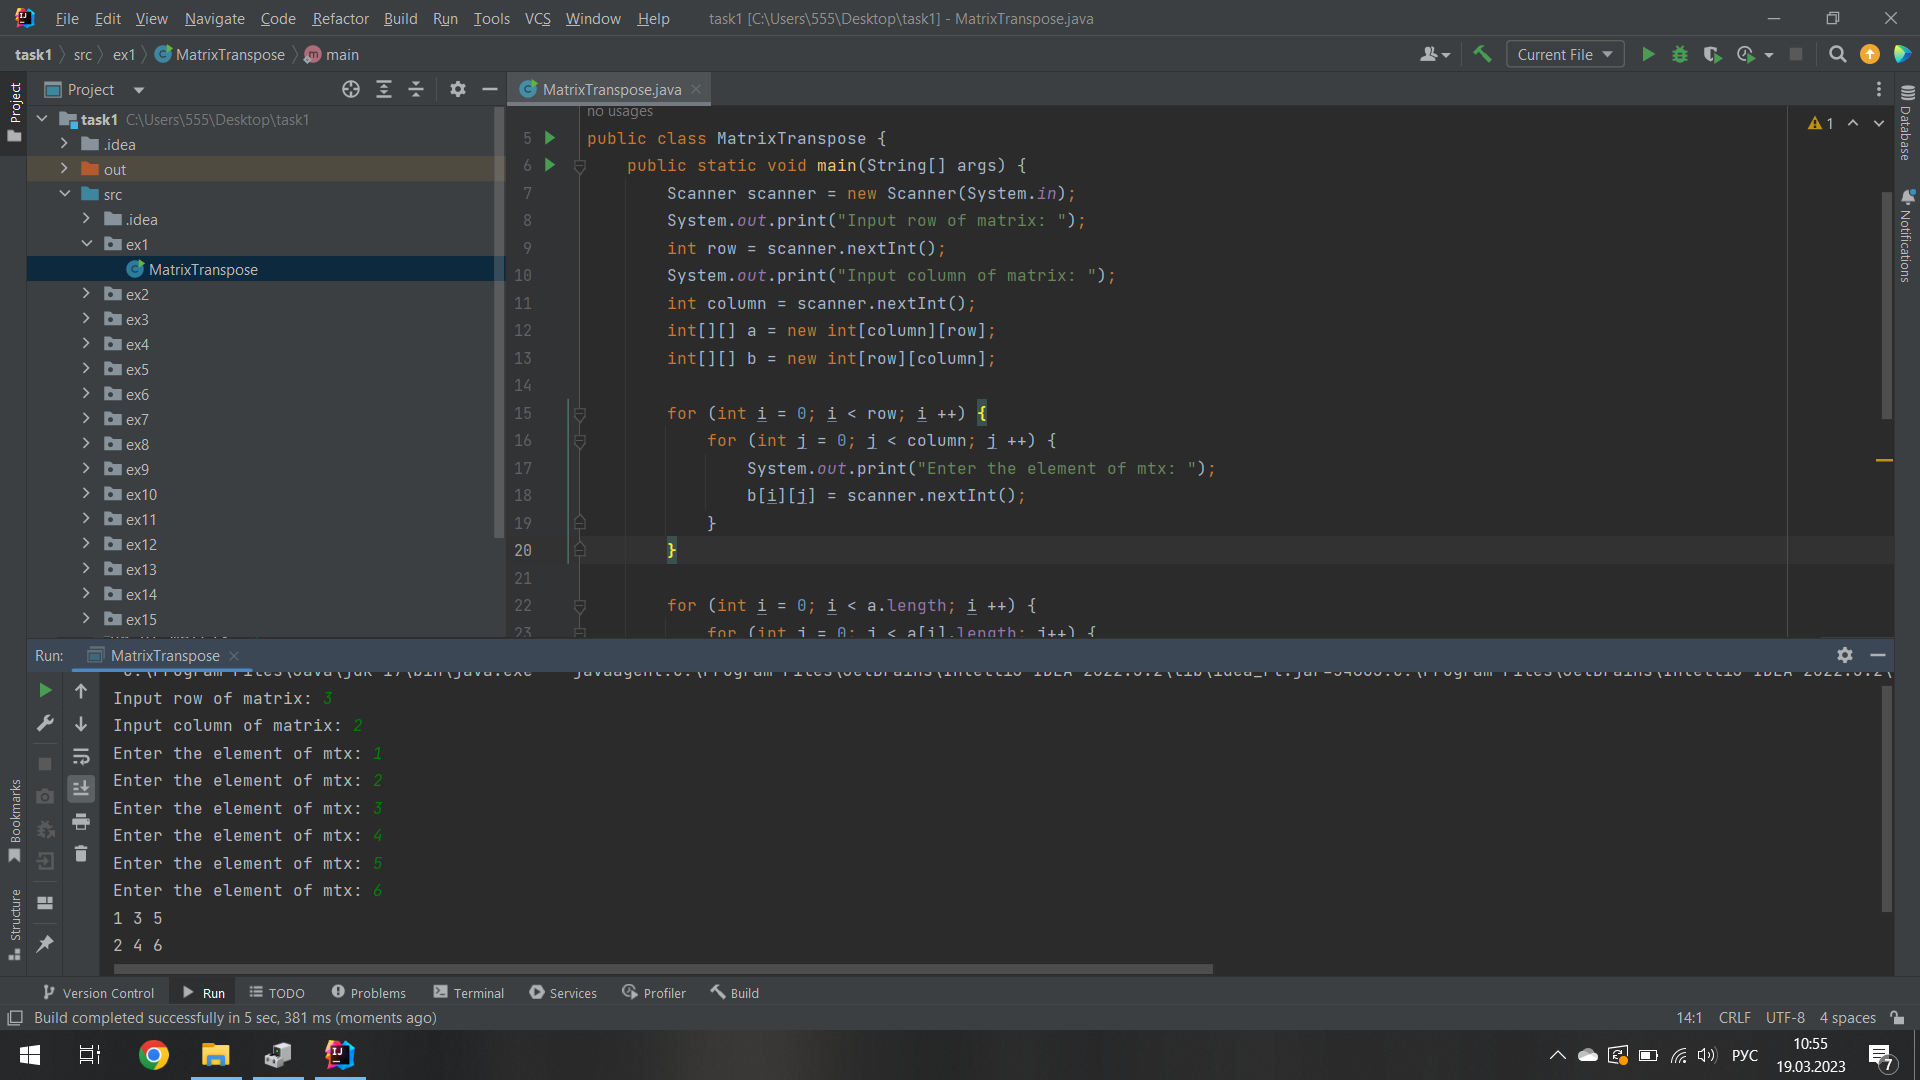 File Edit View Navigate Code Refactor Build Run Tools VCS Window Help task1 [C:\Users\555\Desktop\task1] - MatrixTranspose.java
task1 src ex1 MatrixTranspose main
Current File
Project
MatrixTranspose.java
task1 C:\Users\555\Desktop\task1
.idea
out
src
.idea
ex1
MatrixTranspose
ex2
ex3
ex4
ex5
ex6
ex7
ex8
ex9
ex10
ex11
ex12
ex13
ex14
ex15
no usages
5 public class MatrixTranspose {
6 public static void main(String[] args) {
7 Scanner scanner = new Scanner(System.in);
8 System.out.print("Input row of matrix: ");
9 int row = scanner.nextInt();
10 System.out.print("Input column of matrix: ");
11 int column = scanner.nextInt();
12 int[][] a = new int[column][row];
13 int[][] b = new int[row][column];
14
15 for (int i = 0; i < row; i ++) {
16 for (int j = 0; j < column; j ++) {
17 System.out.print("Enter the element of mtx: ");
18 b[i][j] = scanner.nextInt();
19 }
20 }
21
22 for (int i = 0; i < a.length; i ++) {
23 for (int j = 0; j < a[i].length; j++) {
1
Project
Bookmarks
Structure
Database
Notifications
Run: MatrixTranspose
Input row of matrix: 3
Input column of matrix: 2
Enter the element of mtx: 1
Enter the element of mtx: 2
Enter the element of mtx: 3
Enter the element of mtx: 4
Enter the element of mtx: 5
Enter the element of mtx: 6
1 3 5
2 4 6
Version Control Run TODO Problems Terminal Services Profiler Build
Build completed successfully in 5 sec, 381 ms (moments ago)
14:1 CRLF UTF-8 4 spaces
РУС
10:55
19.03.2023
7